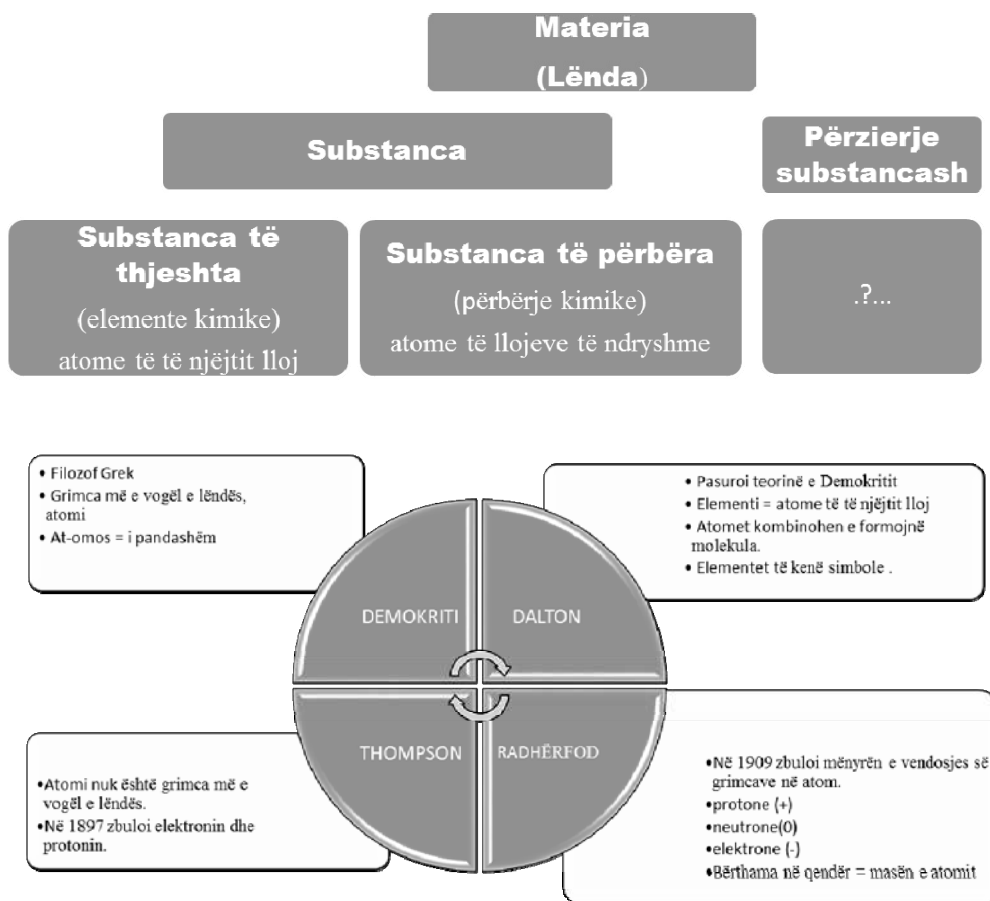 Materia
(Lënda)
Substanca
Përzierje
substancash
Substanca të
thjeshta
(elemente kimike)
atome të të njëjtit lloj
Substanca të përbëra
(përbërje kimike)
atome të llojeve të ndryshme
.?...
• Filozof Grek
• Grimca më e vogël e lëndës,
atomi
• At-omos = i pandashëm
• Pasuroi teorinë e Demokritit
• Elementi = atome të të njëjtit lloj
• Atomet kombinohen e formojnë
molekula.
• Elementet të kenë simbole .
DEMOKRITI
DALTON
THOMPSON
RADHËRFOD
•Atomi nuk është grimca më e
vogël e lëndës.
•Në 1897 zbuloi elektronin dhe
protonin.
•Në 1909 zbuloi mënyrën e vendosjes së
grimcave në atom.
•protone (+)
•neutrone(0)
•elektrone (-)
•Bërthama në qendër = masën e atomit